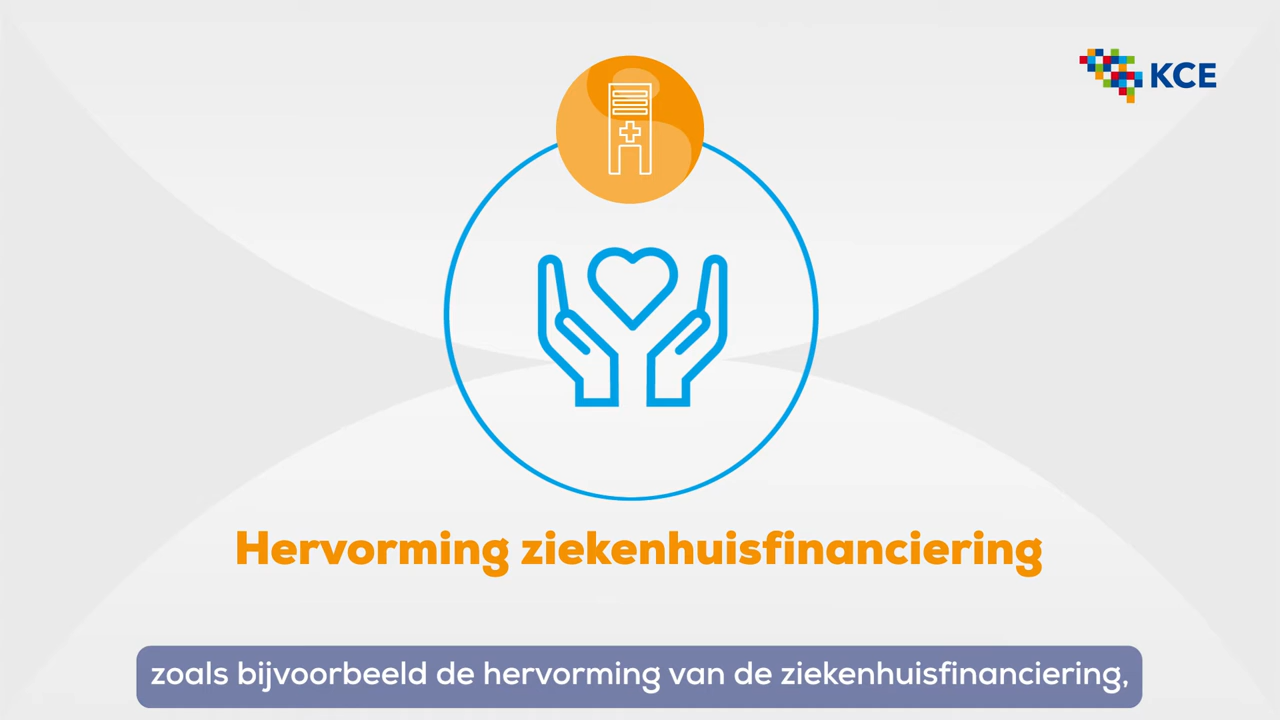 KCE
Hervorming ziekenhuisfinanciering
zoals bijvoorbeeld de hervorming van de ziekenhuisfinanciering,